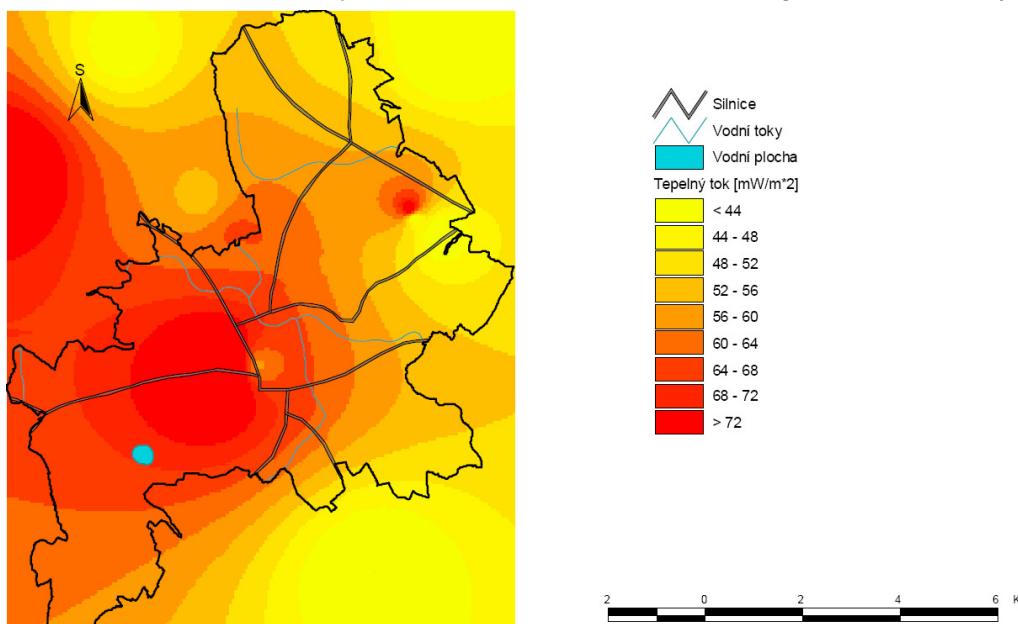 S
Silnice
Vodní toky
Vodní plocha
Tepelný tok [mW/m*2]
< 44
44 - 48
48 - 52
52 - 56
56 - 60
60 - 64
64 - 68
68 - 72
> 72
2 0 2 4 6 K